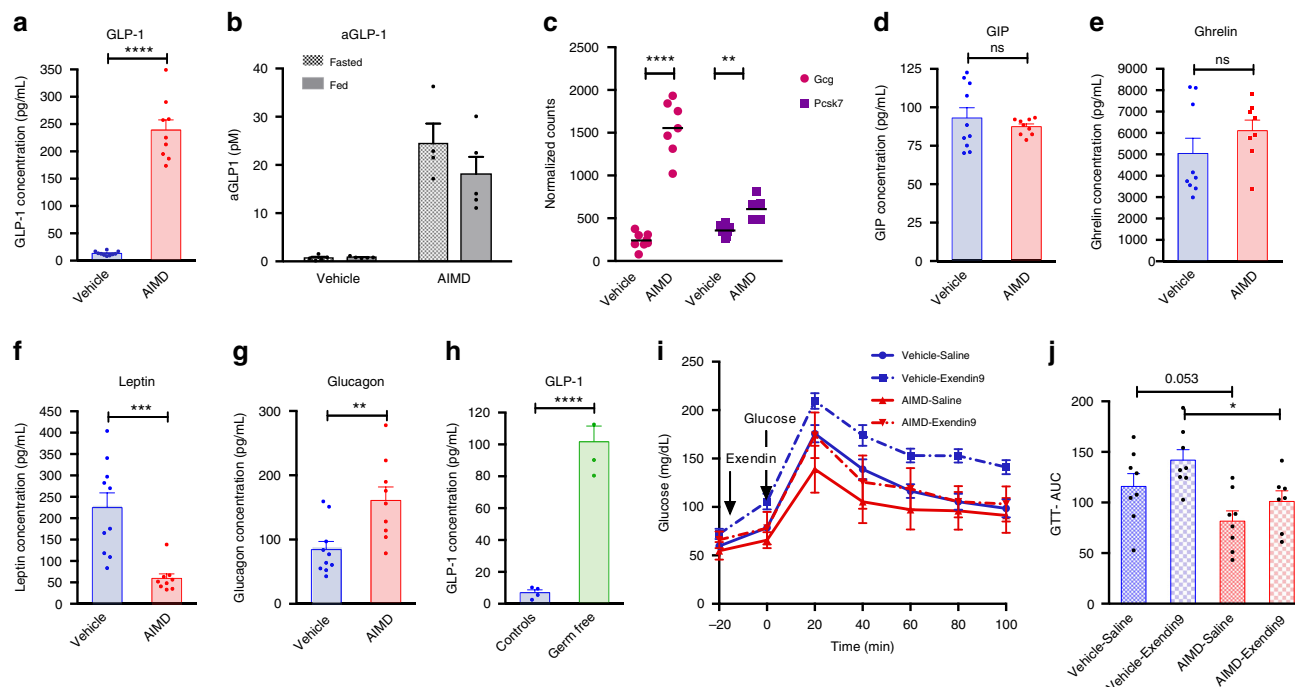 a
GLP-1
****
GLP-1 concentration (pg/mL)
400
350
300
250
200
150
100
50
0
Vehicle
AIMD
b
aGLP-1
Fasted
Fed
aGLP1 (pM)
40
30
20
10
0
Vehicle
AIMD
c
****
**
Gcg
Pcsk7
Normalized counts
2500
2000
1500
1000
500
0
Vehicle
AIMD
Vehicle
AIMD
d
GIP
ns
GIP concentration (pg/mL)
125
100
75
50
25
0
Vehicle
AIMD
e
Ghrelin
ns
Ghrelin concentration (pg/mL)
9000
8000
7000
6000
5000
4000
3000
2000
1000
0
Vehicle
AIMD
f
Leptin
***
Leptin concentration (pg/mL)
450
400
350
300
250
200
150
100
50
0
Vehicle
AIMD
g
Glucagon
**
Glucagon concentration (pg/mL)
300
200
100
0
Vehicle
AIMD
h
GLP-1
****
GLP-1 concentration (pg/mL)
120
100
80
60
40
20
0
Controls
Germ free
i
Vehicle-Saline
Vehicle-Exendin9
AIMD-Saline
AIMD-Exendin9
Glucose
Exendin
Glucose (mg/dL)
250
200
150
100
50
0
–20
0
20
40
60
80
100
Time (min)
j
0.053
*
GTT- AUC
200
150
100
50
0
Vehicle-Saline
Vehicle-Exendin9
AIMD-Saline
AIMD-Exendin9